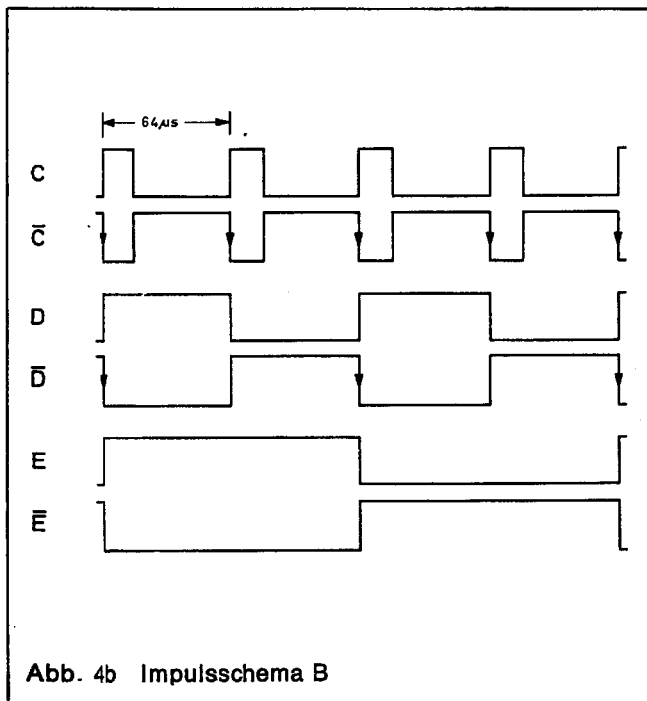 64µs
C
C̅
D
D̅
E
E̅
Abb. 4b Impulsschema B